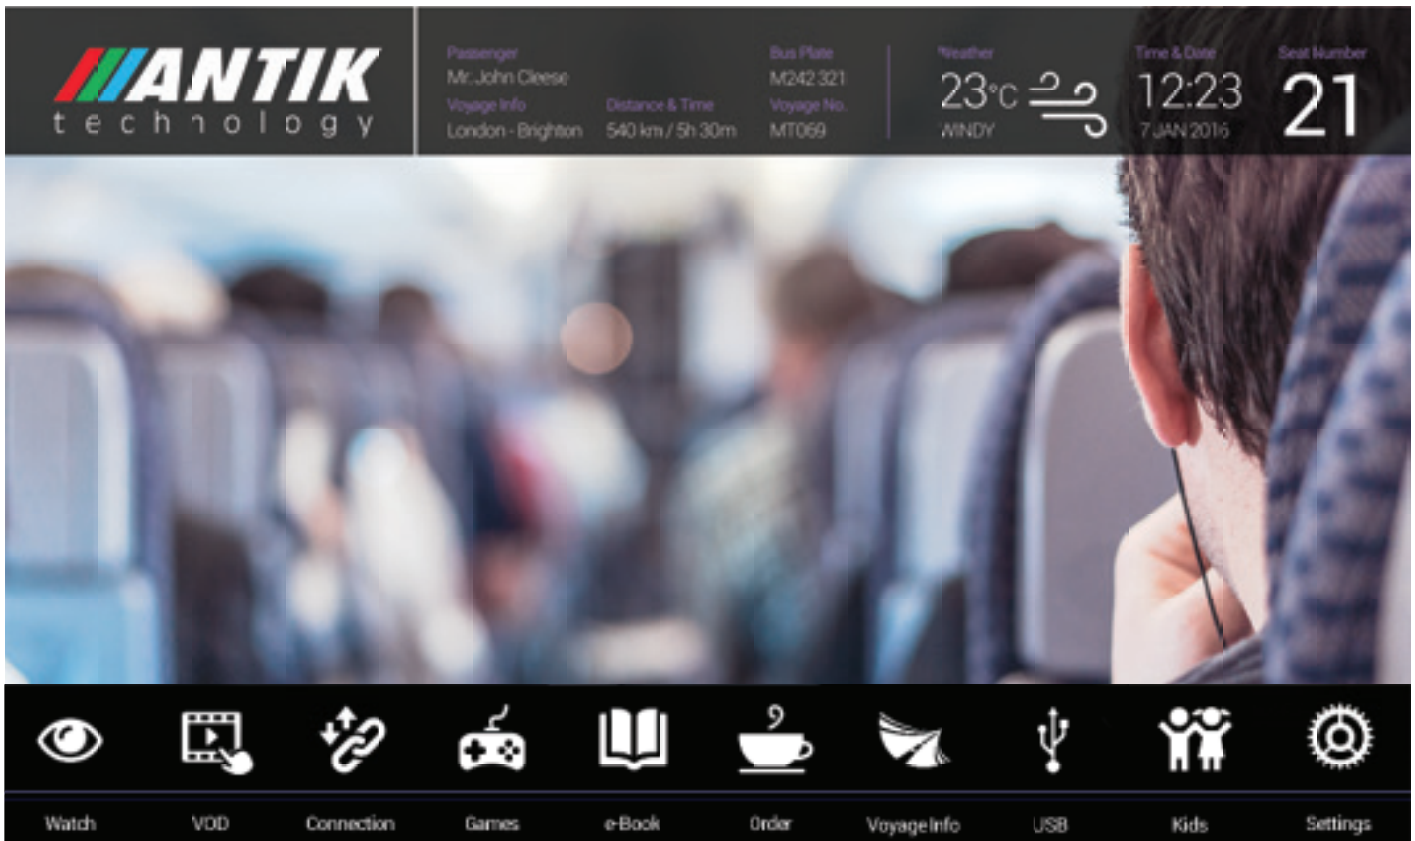 ANTIK
technology
Passenger
Mr. John Cleese
Voyage Info
London - Brighton
Distance & Time
540 km / 5h 30m
Bus Plate
M242 321
Voyage No.
MT069
Weather
23°C
WINDY
Time & Date
12:23
7 JAN 2016
Seat Number
21
Watch
VOD
Connection
Games
e-Book
Order
Voyage Info
USB
Kids
Settings